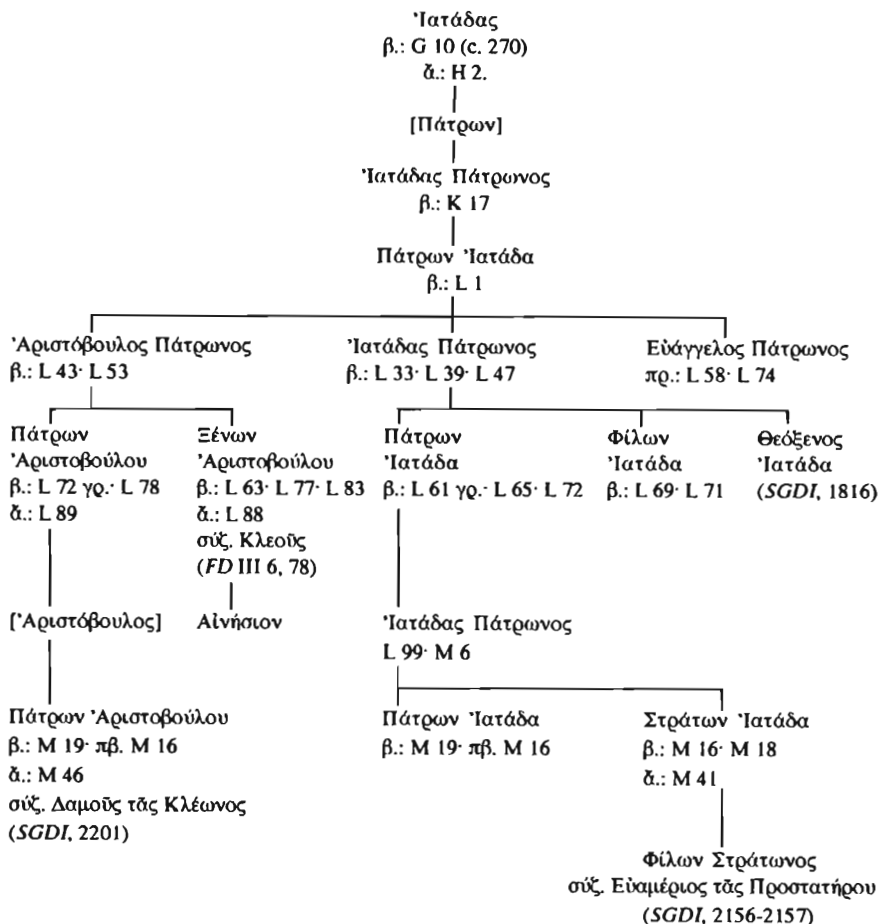 Ἰατάδας
β.: G 10 (c. 270)
ἄ.: H 2.
[Πάτρων]
Ἰατάδας Πάτρωνος
β.: K 17
Πάτρων Ἰατάδα
β.: L 1
Ἀριστόβουλος Πάτρωνος
β.: L 43· L 53
Ἰατάδας Πάτρωνος
β.: L 33· L 39· L 47
Εὐάγγελος Πάτρωνος
πρ.: L 58· L 74
Πάτρων
Ἀριστοβούλου
β.: L 72 γρ.· L 78
ἄ.: L 89
Ξένων
Ἀριστοβούλου
β.: L 63· L 77· L 83
ἄ.: L 88
σύζ. Κλεοῦς
(FD III 6, 78)
Πάτρων
Ἰατάδα
β.: L 61 γρ.· L 65· L 72
Φίλων
Ἰατάδα
β.: L 69· L 71
Θεόξενος
Ἰατάδα
(SGDI, 1816)
[Ἀριστόβουλος]
Αἰνήσιον
Ἰατάδας Πάτρωνος
L 99· M 6
Πάτρων Ἀριστοβούλου
β.: M 19· πβ. M 16
ἄ.: M 46
σύζ. Δαμοῦς τᾶς Κλέωνος
(SGDI, 2201)
Πάτρων Ἰατάδα
β.: M 19· πβ. M 16
Στράτων Ἰατάδα
β.: M 16· M 18
ἄ.: M 41
Φίλων Στράτωνος
σύζ. Εὐαμέριος τᾶς Προστατήρου
(SGDI, 2156-2157)